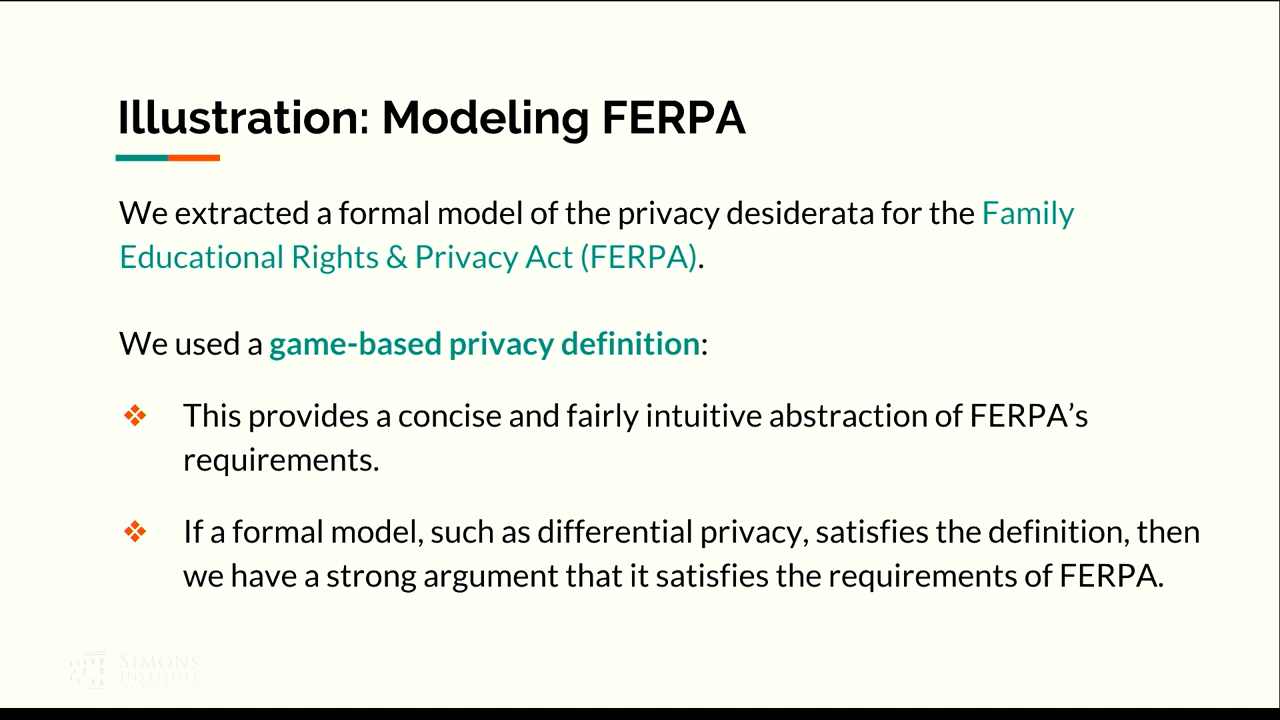 Illustration: Modeling FERPA
We extracted a formal model of the privacy desiderata for the Family
Educational Rights & Privacy Act (FERPA).
We used a game-based privacy definition:
❖ This provides a concise and fairly intuitive abstraction of FERPA’s
requirements.
❖ If a formal model, such as differential privacy, satisfies the definition, then
we have a strong argument that it satisfies the requirements of FERPA.
SIMONS
INSTITUTE